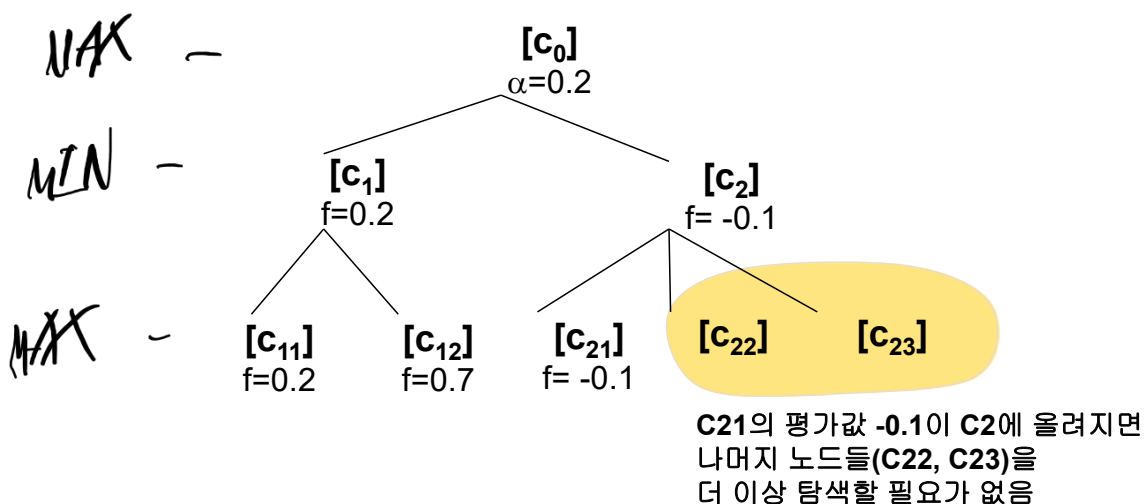 MAX - [c₀]
α=0.2
MIN - [c₁] [c₂]
f=0.2 f= -0.1
MAX - [c₁₁] [c₁₂] [c₂₁] [c₂₂] [c₂₃]
f=0.2 f=0.7 f= -0.1
C21의 평가값 -0.1이 C2에 올려지면
나머지 노드들(C22, C23)을
더 이상 탐색할 필요가 없음